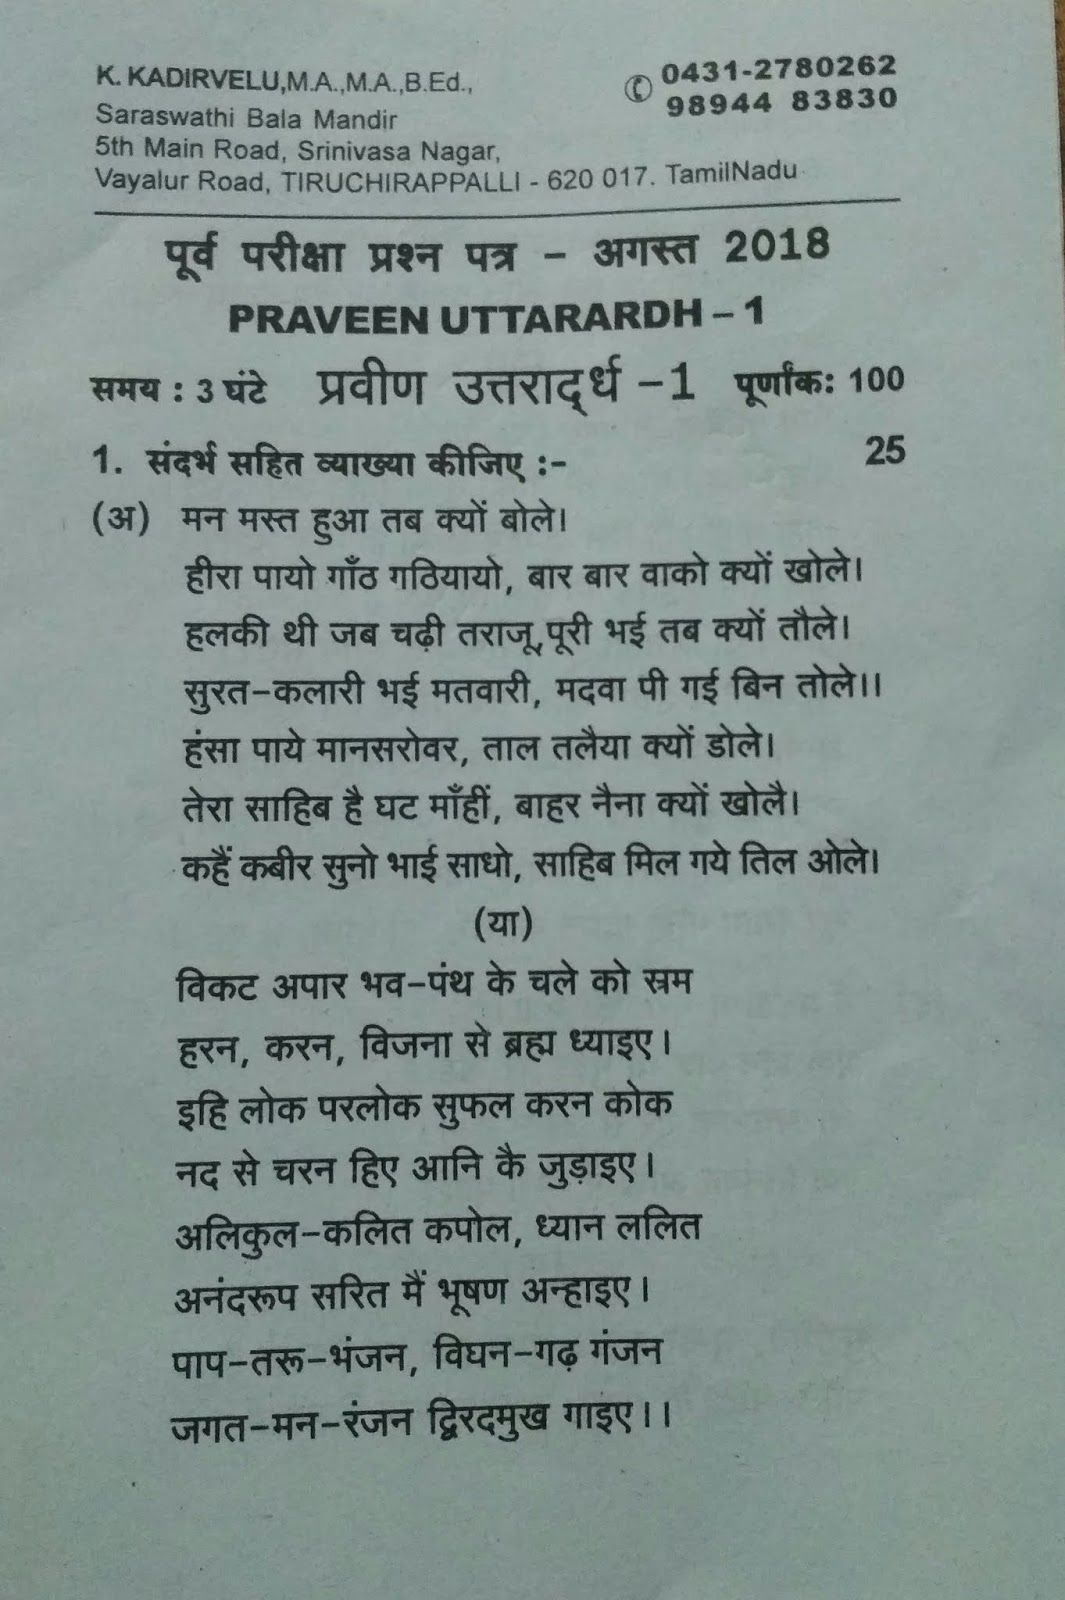 K. KADIRVELU,M.A.,M.A.,B.Ed.,
✆ 0431-2780262
98944 83830
Saraswathi Bala Mandir
5th Main Road, Srinivasa Nagar,
Vayalur Road, TIRUCHIRAPPALLI - 620 017. TamilNadu
पूर्व परीक्षा प्रश्न पत्र - अगस्त 2018
PRAVEEN UTTARARDH – 1
समय : 3 घंटे प्रवीण उत्तरार्द्ध -1 पूर्णांक: 100
1. संदर्भ सहित व्याख्या कीजिए :- 25
(अ) मन मस्त हुआ तब क्यों बोले।
हीरा पायो गाँठ गठियायो, बार बार वाको क्यों खोले।
हलकी थी जब चढ़ी तराजू,पूरी भई तब क्यों तौले।
सुरत-कलारी भई मतवारी, मदवा पी गई बिन तोले।।
हंसा पाये मानसरोवर, ताल तलैया क्यों डोले।
तेरा साहिब है घट माँहीं, बाहर नैना क्यों खोलै।
कहैं कबीर सुनो भाई साधो, साहिब मिल गये तिल ओले।
(या)
विकट अपार भव-पंथ के चले को स्रम
हरन, करन, विजना से ब्रह्म ध्याइए।
इहि लोक परलोक सुफल करन कोक
नद से चरन हिए आनि कै जुड़ाइए।
अलिकुल-कलित कपोल, ध्यान ललित
अनंदरूप सरित मैं भूषण अन्हाइए।
पाप-तरू-भंजन, विघन-गढ़ गंजन
जगत-मन-रंजन द्विरदमुख गाइए।।